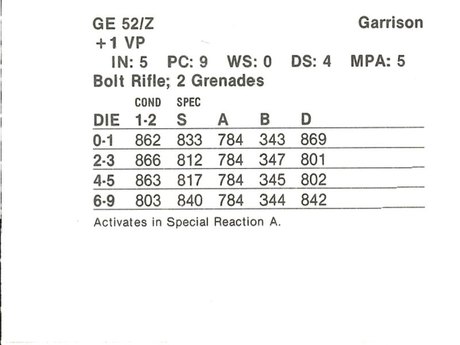 GE 52/Z Garrison
+1 VP
IN: 5 PC: 9 WS: 0 DS: 4 MPA: 5
Bolt Rifle; 2 Grenades
COND SPEC
DIE 1-2 S A B D
0-1 862 833 784 343 869
2-3 866 812 784 347 801
4-5 863 817 784 345 802
6-9 803 840 784 344 842
Activates in Special Reaction A.